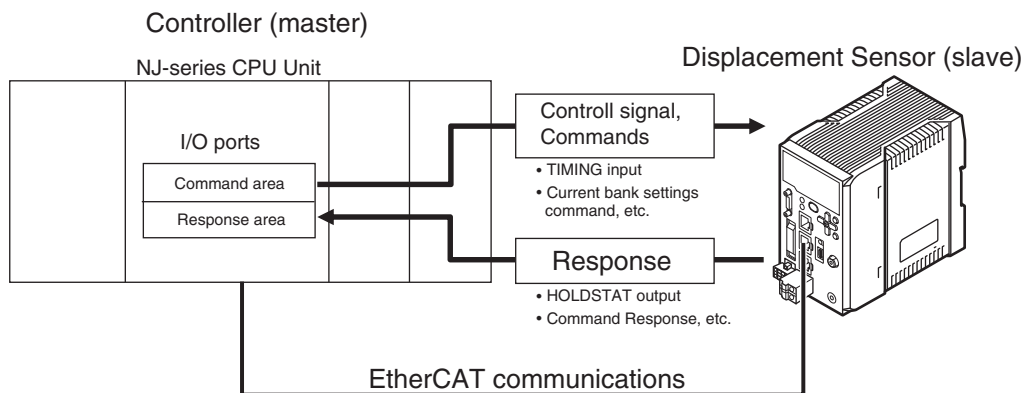 Controller (master)
NJ-series CPU Unit
Displacement Sensor (slave)
I/O ports
Command area
Response area
Controll signal,
Commands
• TIMING input
• Current bank settings
command, etc.
Response
• HOLDSTAT output
• Command Response, etc.
EtherCAT communications